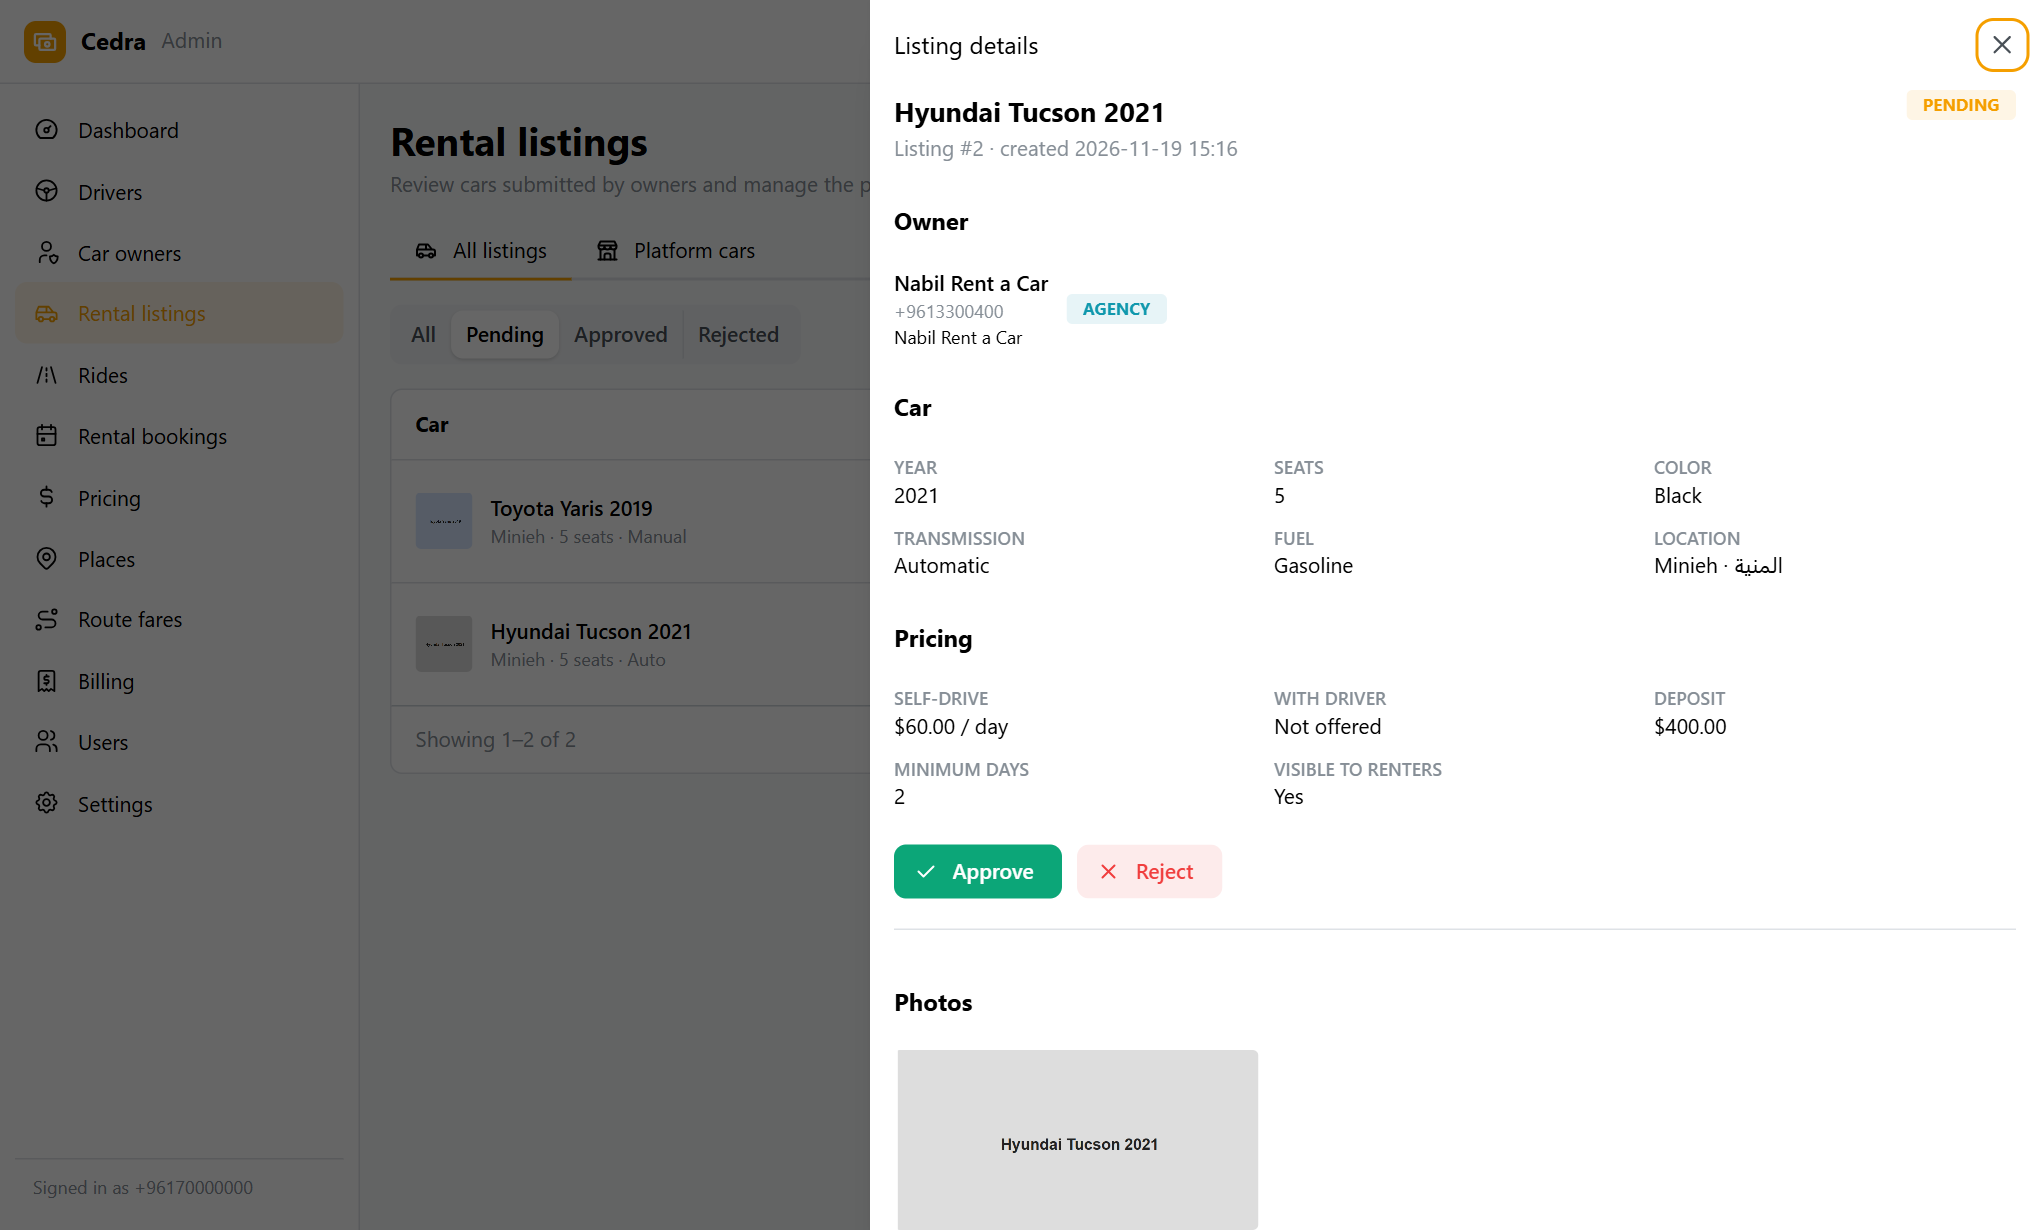 Cedra Admin
Dashboard
Drivers
Car owners
Rental listings
Rides
Rental bookings
Pricing
Places
Route fares
Billing
Users
Settings
Signed in as +96170000000
Rental listings
Review cars submitted by owners and manage the p
All listings
Platform cars
All
Pending
Approved
Rejected
Car
Toyota Yaris 2019
Minieh · 5 seats · Manual
Hyundai Tucson 2021
Minieh · 5 seats · Auto
Showing 1–2 of 2
Listing details
Hyundai Tucson 2021
PENDING
Listing #2 · created 2026-11-19 15:16
Owner
Nabil Rent a Car
+9613300400
AGENCY
Nabil Rent a Car
Car
YEAR
2021
SEATS
5
COLOR
Black
TRANSMISSION
Automatic
FUEL
Gasoline
LOCATION
Minieh · المنية
Pricing
SELF-DRIVE
$60.00 / day
WITH DRIVER
Not offered
DEPOSIT
$400.00
MINIMUM DAYS
2
VISIBLE TO RENTERS
Yes
Approve
Reject
Photos
Hyundai Tucson 2021